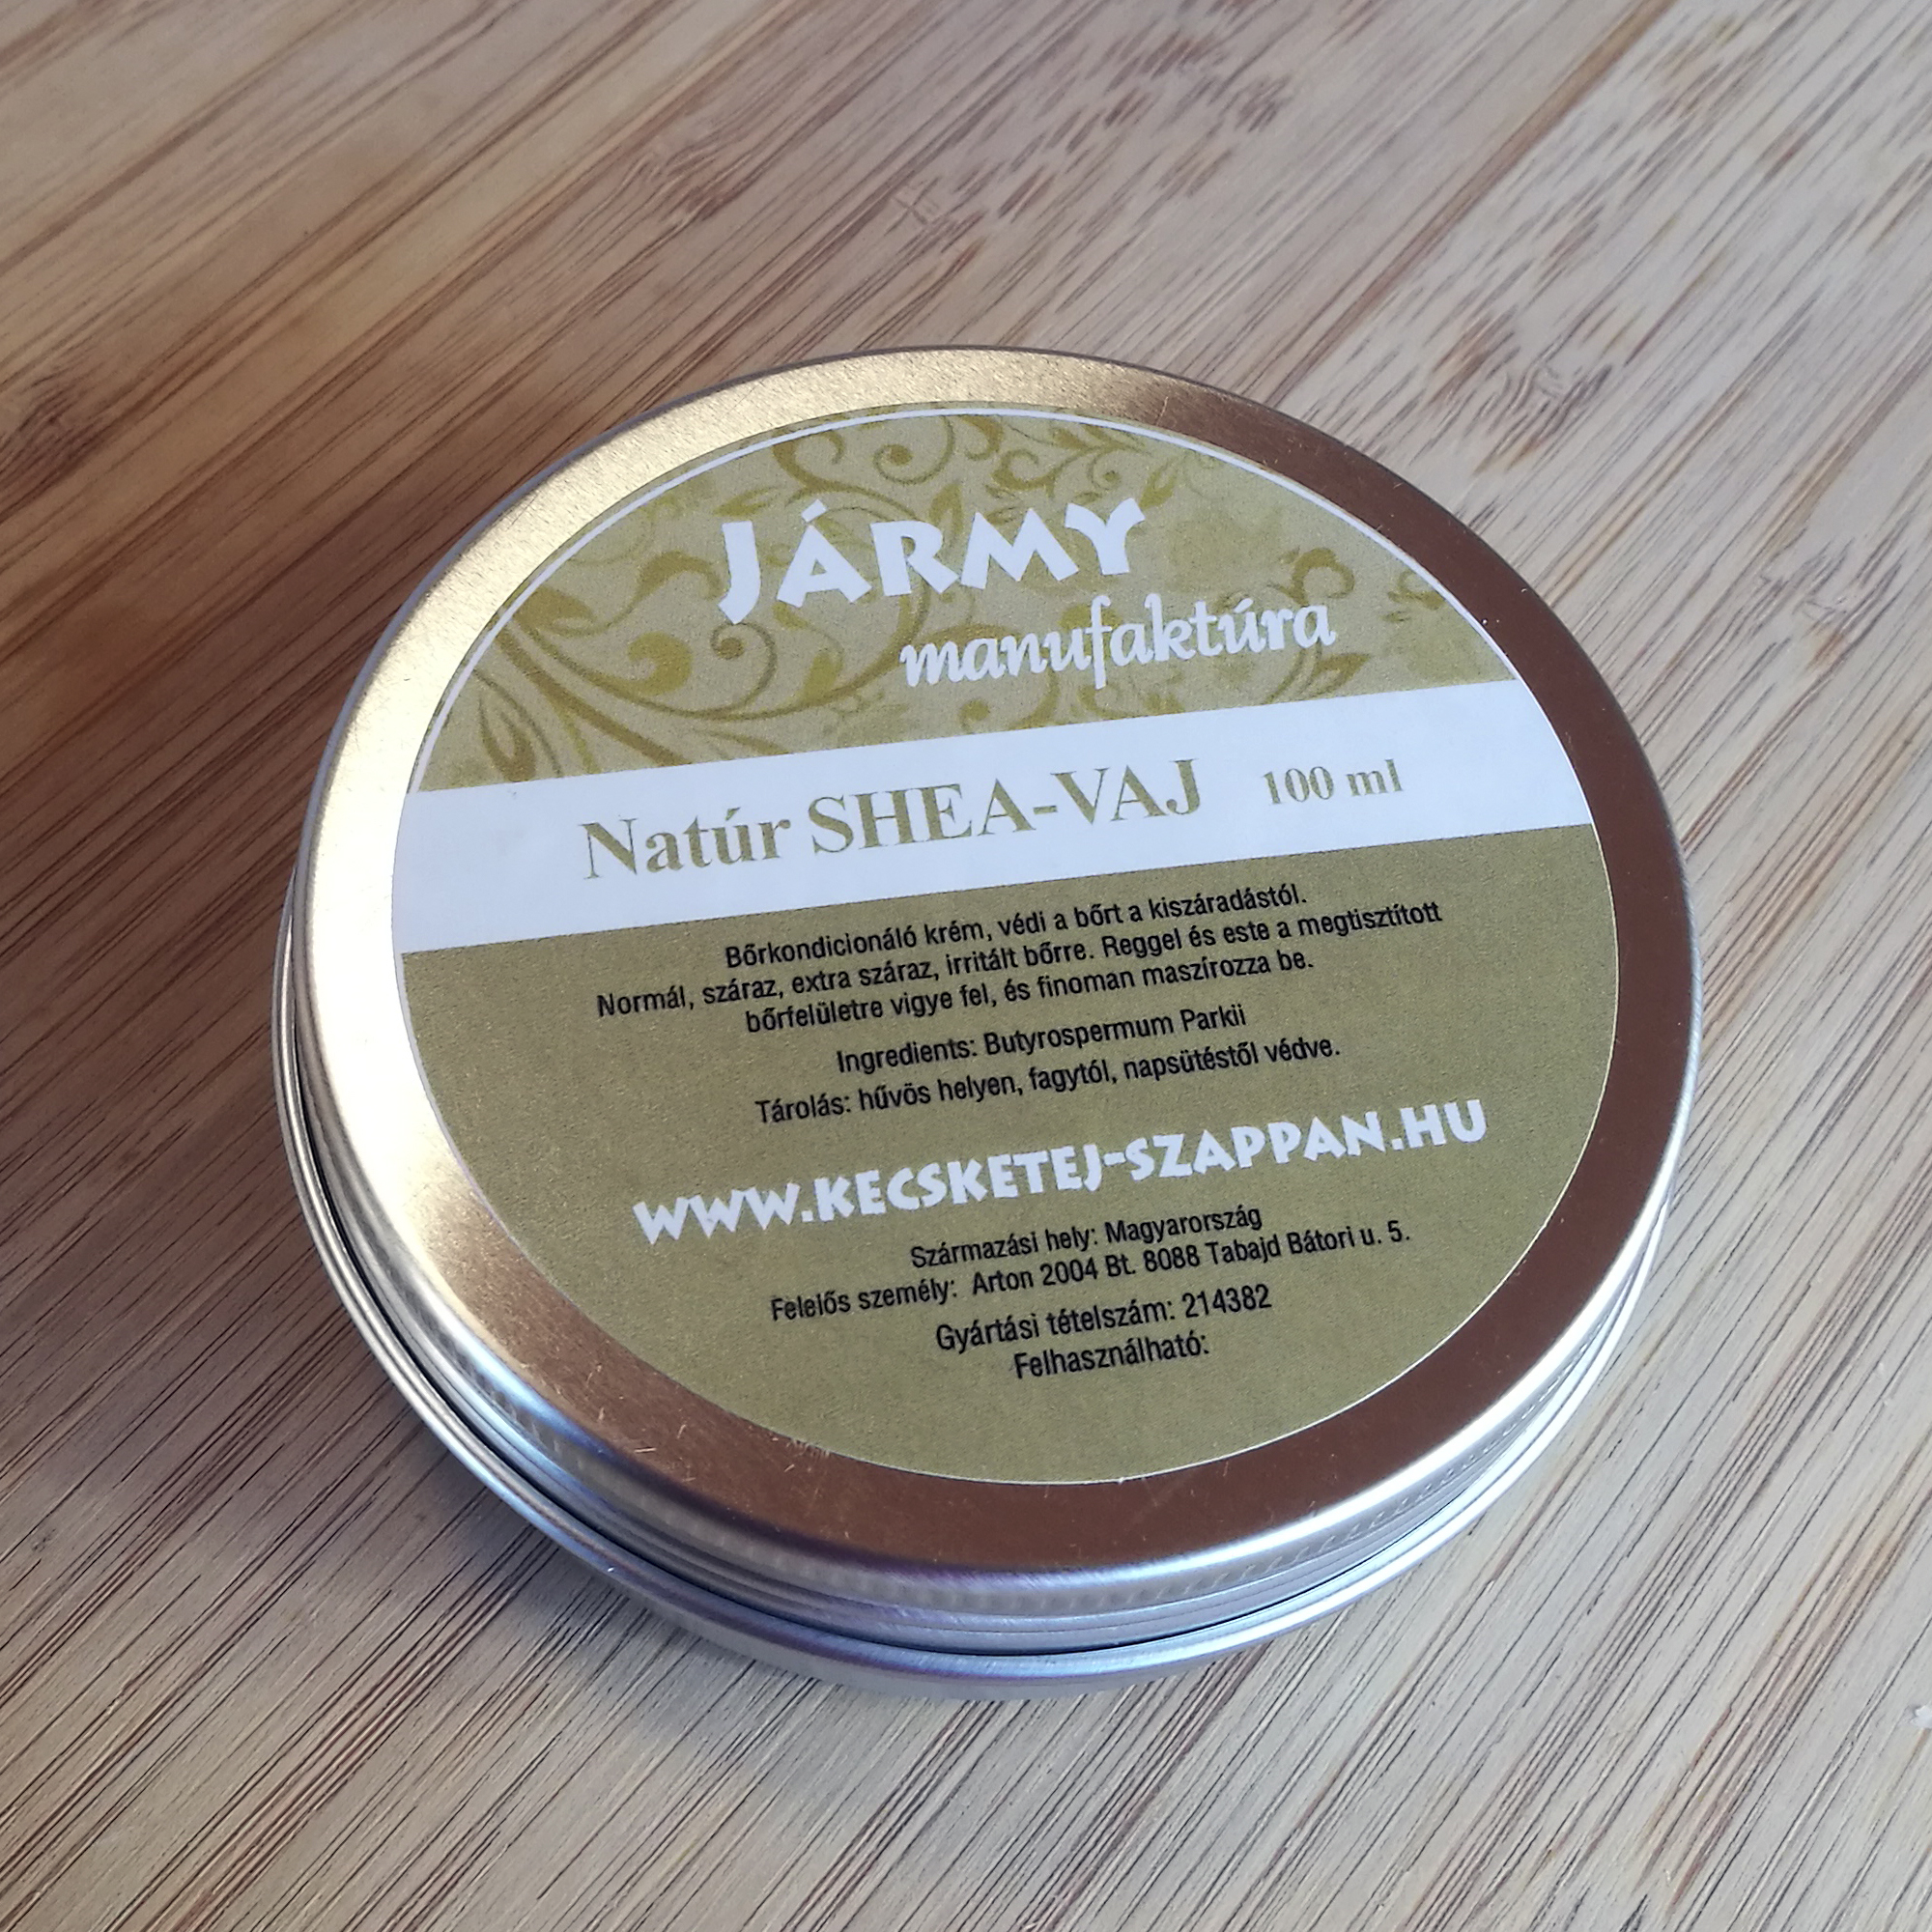 JÁRMY
manufaktúra
Natúr SHEA-VAJ 100 ml
Bőrkondicionáló krém, védi a bőrt a kiszáradástól.
Normál, száraz, extra száraz, irritált bőrre. Reggel és este a megtisztított
bőrfelületre vigye fel, és finoman maszírozza be.
Ingredients: Butyrospermum Parkii
Tárolás: hűvös helyen, fagytól, napsütéstől védve.
WWW.KECSKETEJ-SZAPPAN.HU
Származási hely: Magyarország
Felelős személy: Arton 2004 Bt. 8088 Tabajd Bátori u. 5.
Gyártási tételszám: 214382
Felhasználható: